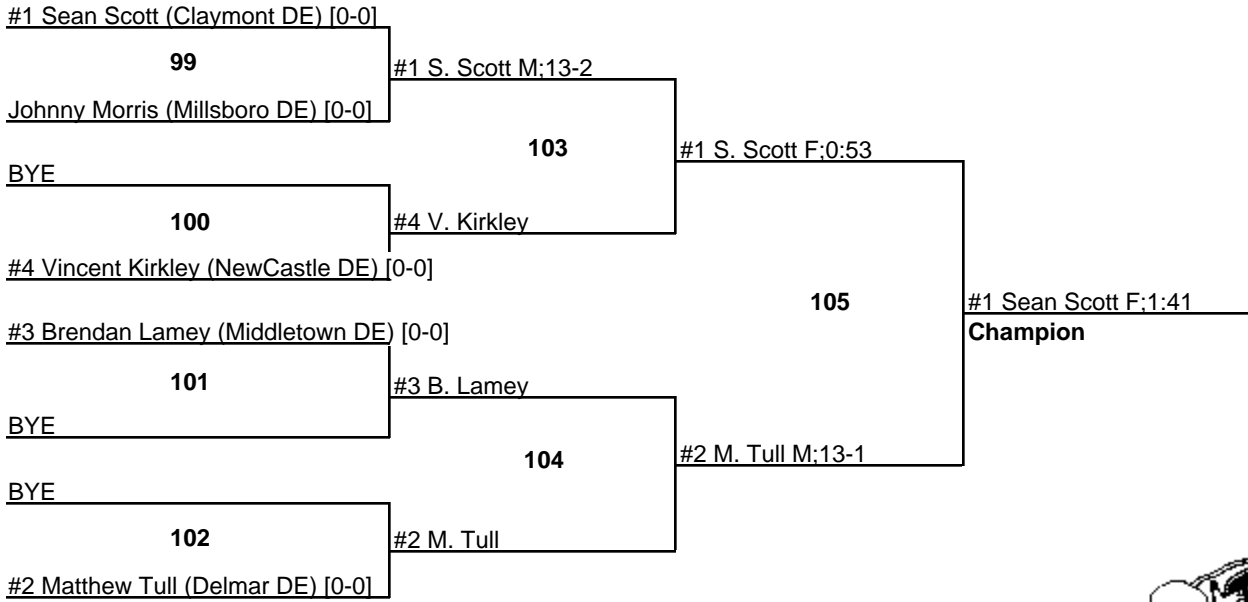 #1 Sean Scott (Claymont DE) [0-0]
99
#1 S. Scott M;13-2
Johnny Morris (Millsboro DE) [0-0]
103
#1 S. Scott F;0:53
BYE
100
#4 V. Kirkley
#4 Vincent Kirkley (NewCastle DE) [0-0]
105
#1 Sean Scott F;1:41
Champion
#3 Brendan Lamey (Middletown DE) [0-0]
101
#3 B. Lamey
BYE
104
#2 M. Tull M;13-1
BYE
102
#2 M. Tull
#2 Matthew Tull (Delmar DE) [0-0]